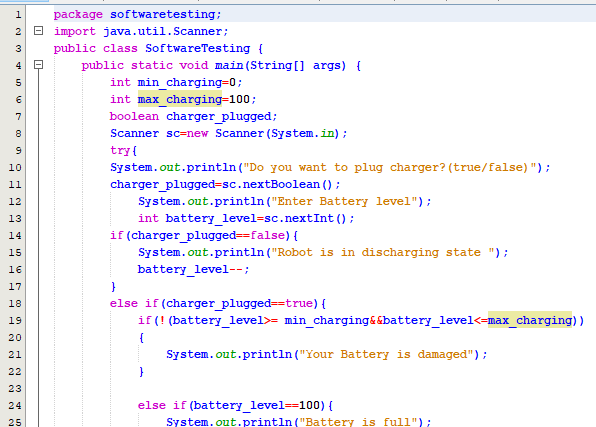 1 package softwaretesting;
2 import java.util.Scanner;
3 public class SoftwareTesting {
4 public static void main(String[] args) {
5 int min_charging=0;
6 int max_charging=100;
7 boolean charger_plugged;
8 Scanner sc=new Scanner(System.in);
9 try{
10 System.out.println("Do you want to plug charger?(true/false)");
11 charger_plugged=sc.nextBoolean();
12 System.out.println("Enter Battery level");
13 int battery_level=sc.nextInt();
14 if(charger_plugged==false){
15 System.out.println("Robot is in discharging state ");
16 battery_level--;
17 }
18 else if(charger_plugged==true){
19 if(!(battery_level>= min_charging&&battery_level<=max_charging))
20 {
21 System.out.println("Your Battery is damaged");
22 }
23
24 else if(battery_level==100){
25 System.out.println("Battery is full");